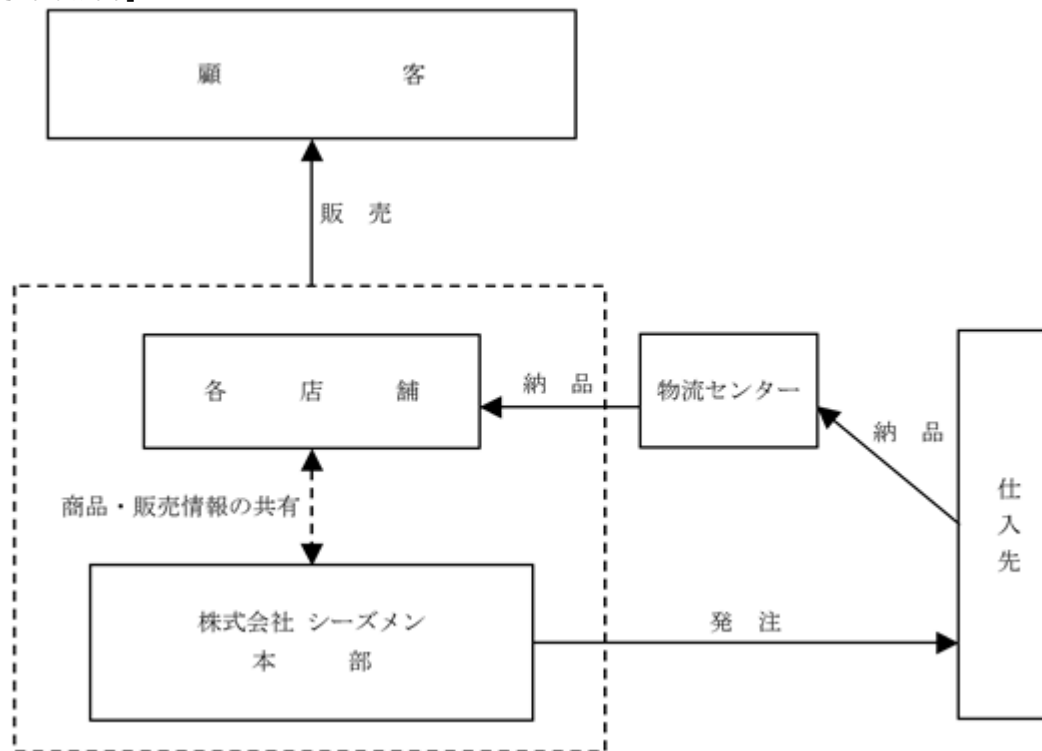 顧客
販売
各店舗
納品
物流センター
納品
仕入先
商品・販売情報の共有
株式会社 シーズメン
本部
発注